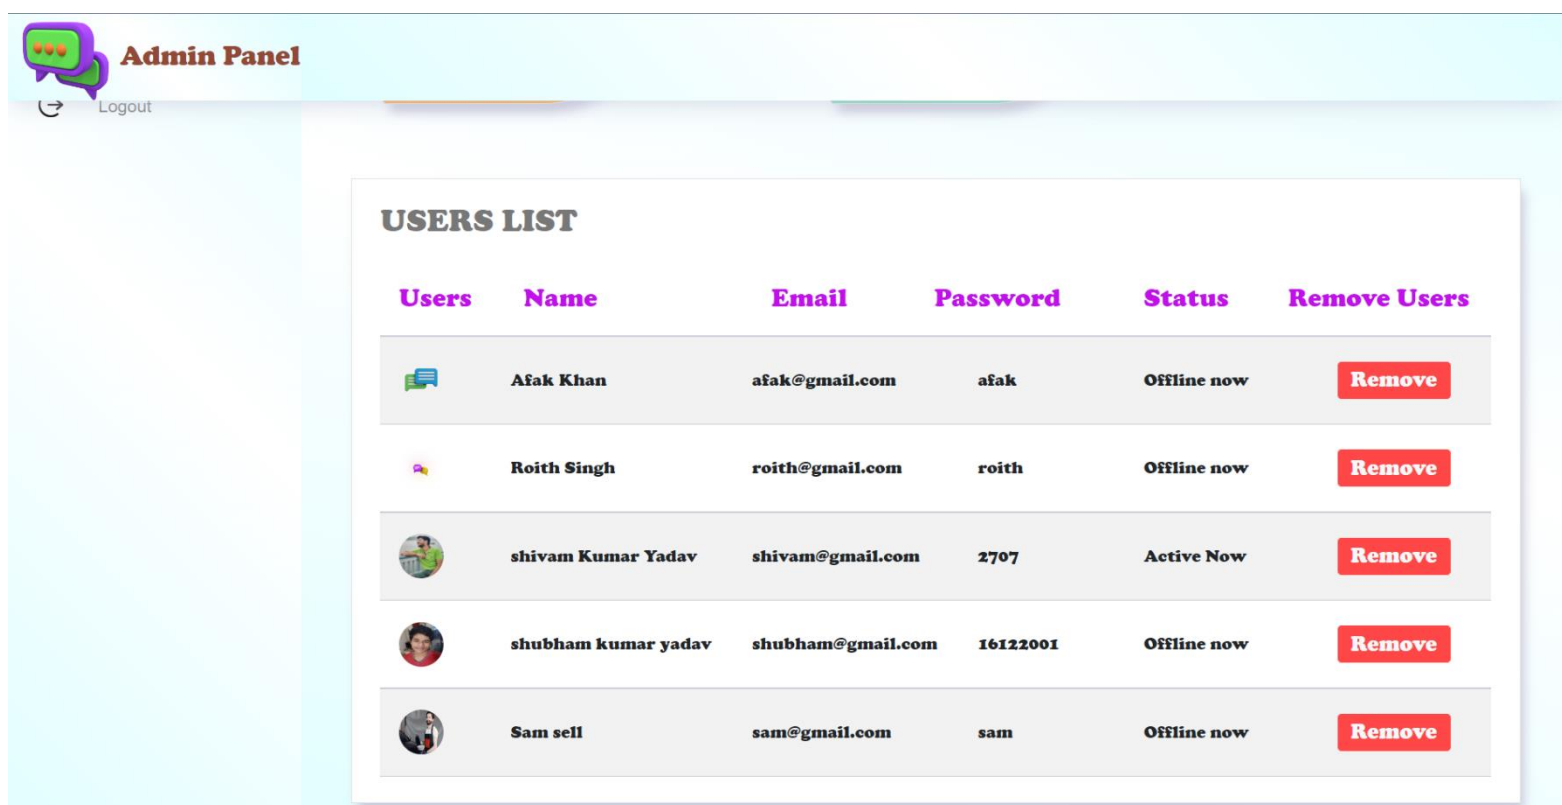 Admin Panel
Logout
USERS LIST
Users Name Email Password Status Remove Users
Afak Khan afak@gmail.com afak Offline now Remove
Roith Singh roith@gmail.com roith Offline now Remove
shivam Kumar Yadav shivam@gmail.com 2707 Active Now Remove
shubham kumar yadav shubham@gmail.com 16122001 Offline now Remove
Sam sell sam@gmail.com sam Offline now Remove